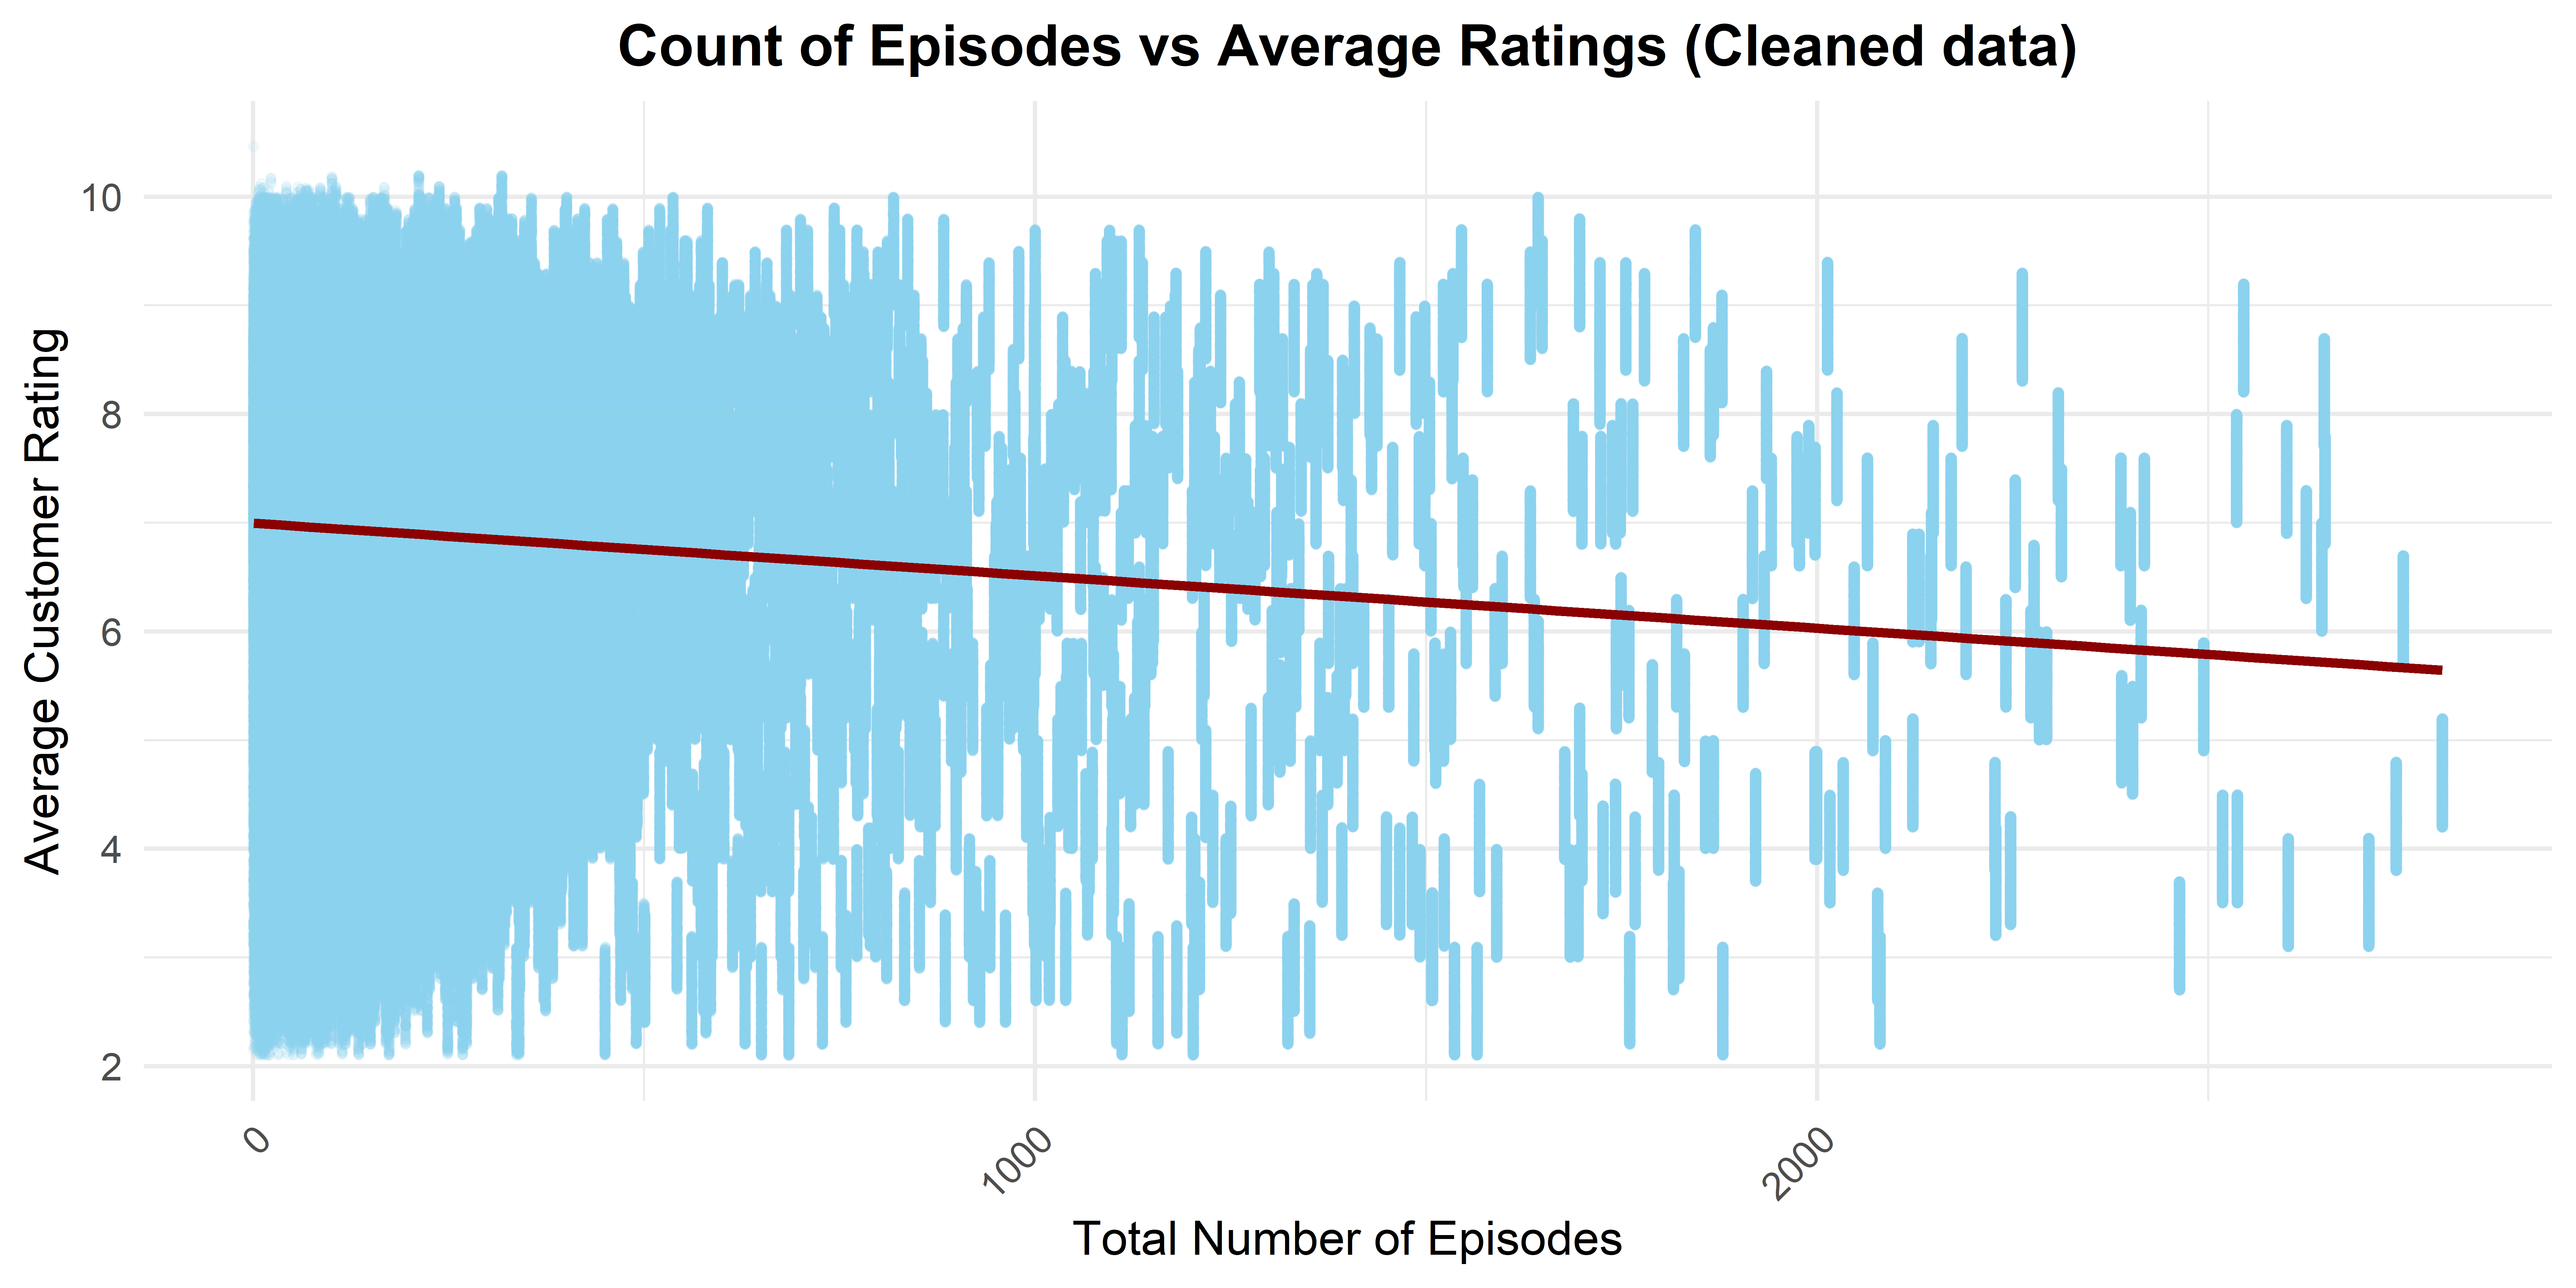 Count of Episodes vs Average Ratings (Cleaned data)
Average Customer Rating
10
8
6
4
2
0
1000
2000
Total Number of Episodes